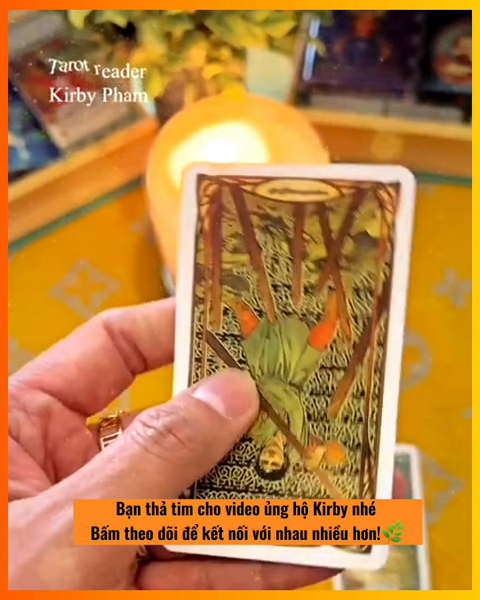 Tarot reader
Kirby Pham
Bạn thả tim cho video ủng hộ Kirby nhé
Bấm theo dõi để kết nối với nhau nhiều hơn!🌿